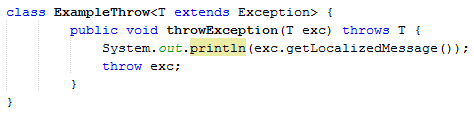 class ExampleThrow<T extends Exception> {
public void throwException(T exc) throws T {
System.out.println(exc.getLocalizedMessage());
throw exc;
}
}